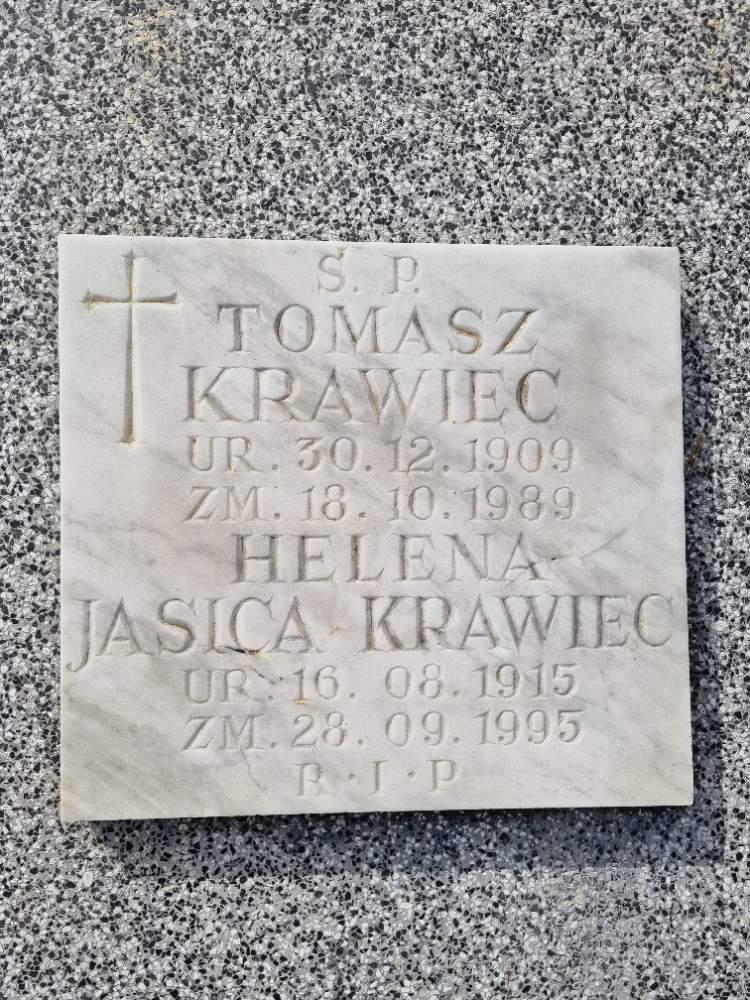 Ś. P.
TOMASZ
KRAWIEC
UR. 30. 12. 1909
ZM. 18. 10. 1989
HELENA
JASICA KRAWIEC
UR. 16. 08. 1915
ZM. 28. 09. 1995
R · I · P